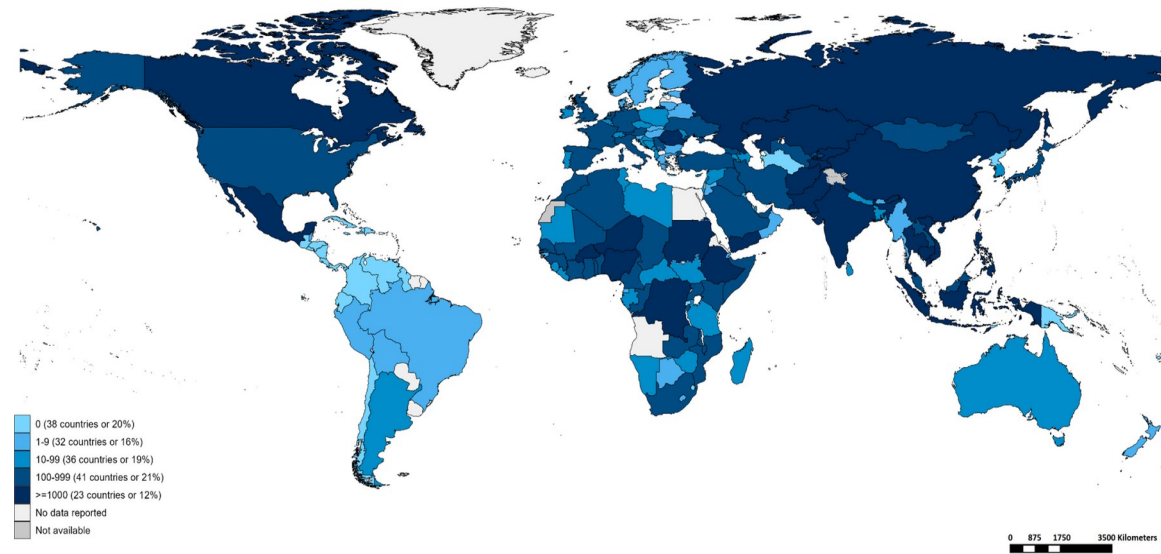 0 (38 countries or 20%)
1-9 (32 countries or 16%)
10-99 (36 countries or 19%)
100-999 (41 countries or 21%)
>=1000 (23 countries or 12%)
No data reported
Not available
0 875 1750 3500 Kilometers